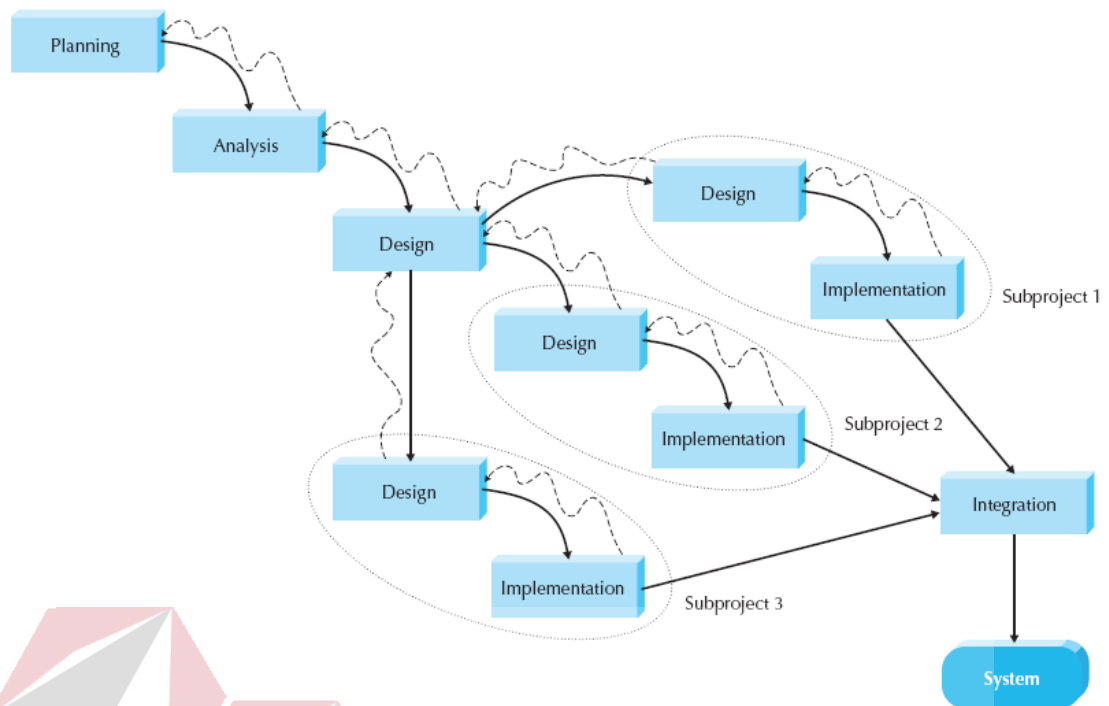 Planning
Analysis
Design
Design
Implementation
Subproject 1
Design
Implementation
Subproject 2
Design
Implementation
Subproject 3
Integration
System